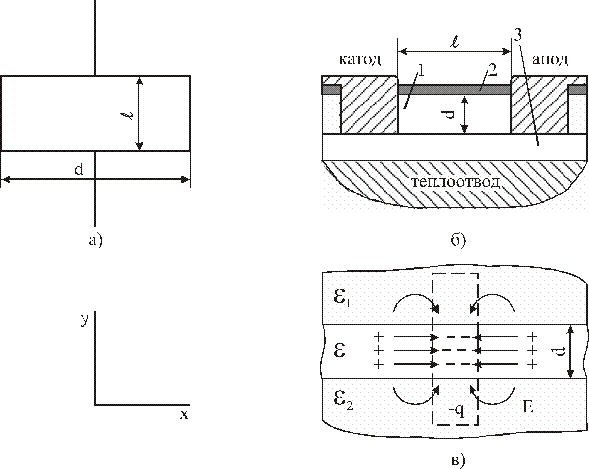 ℓ
d
а)
катод
ℓ
анод
1
2
3
d
теплоотвод
б)
y
x
ε₁
ε
ε₂
+
+
+
- - -
- - -
- - -
+
+
+
d
-q
E
в)